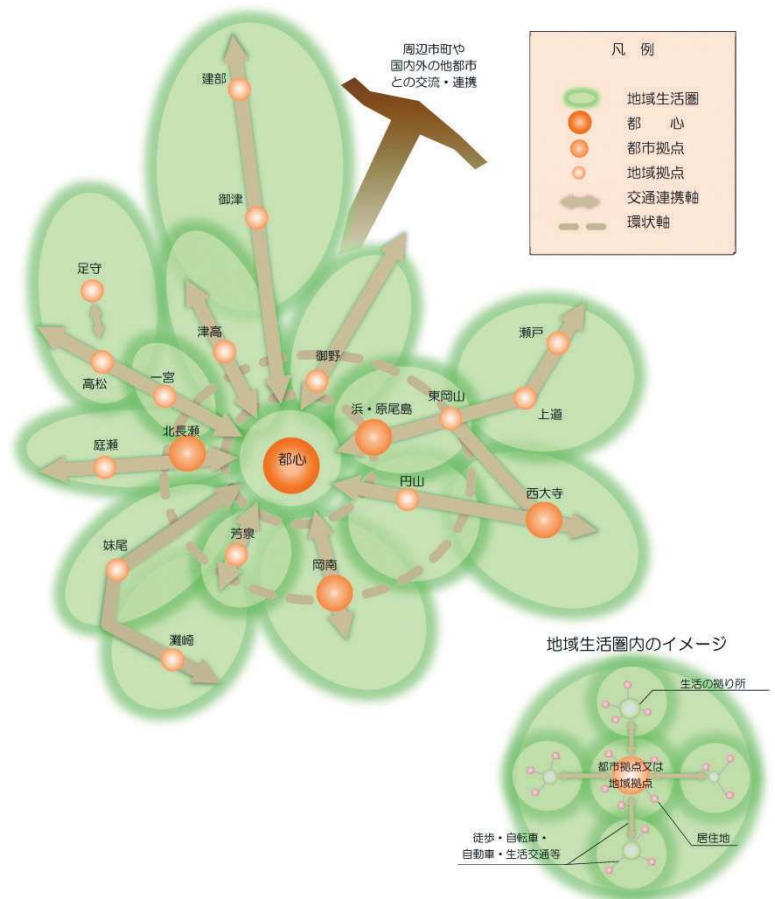 周辺市町や
国内外の他都市
との交流・連携
凡 例
地域生活圏
都 心
都市拠点
地域拠点
交通連携軸
環状軸
建部
御津
足守
高松
一宮
津高
御野
瀬戸
上道
東岡山
浜・原尾島
北長瀬
庭瀬
都心
円山
西大寺
妹尾
芳泉
岡南
灘崎
地域生活圏内のイメージ
生活の拠り所
都市拠点又は
地域拠点
徒歩・自転車・
自動車・生活交通等
居住地